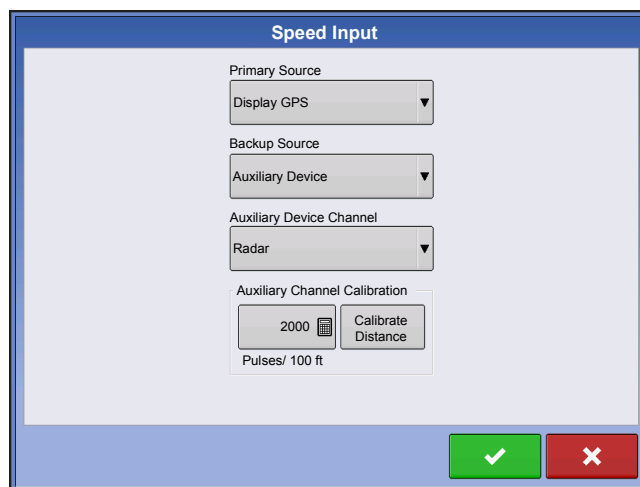 Speed Input
Primary Source
Display GPS
Backup Source
Auxiliary Device
Auxiliary Device Channel
Radar
Auxiliary Channel Calibration
2000
Calibrate
Distance
Pulses/ 100 ft